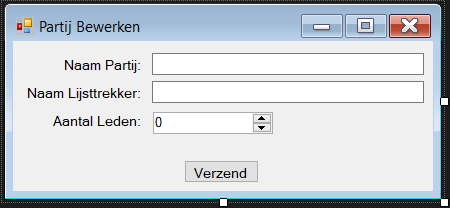 Partij Bewerken
Naam Partij:
Naam Lijsttrekker:
Aantal Leden: 0
Verzend